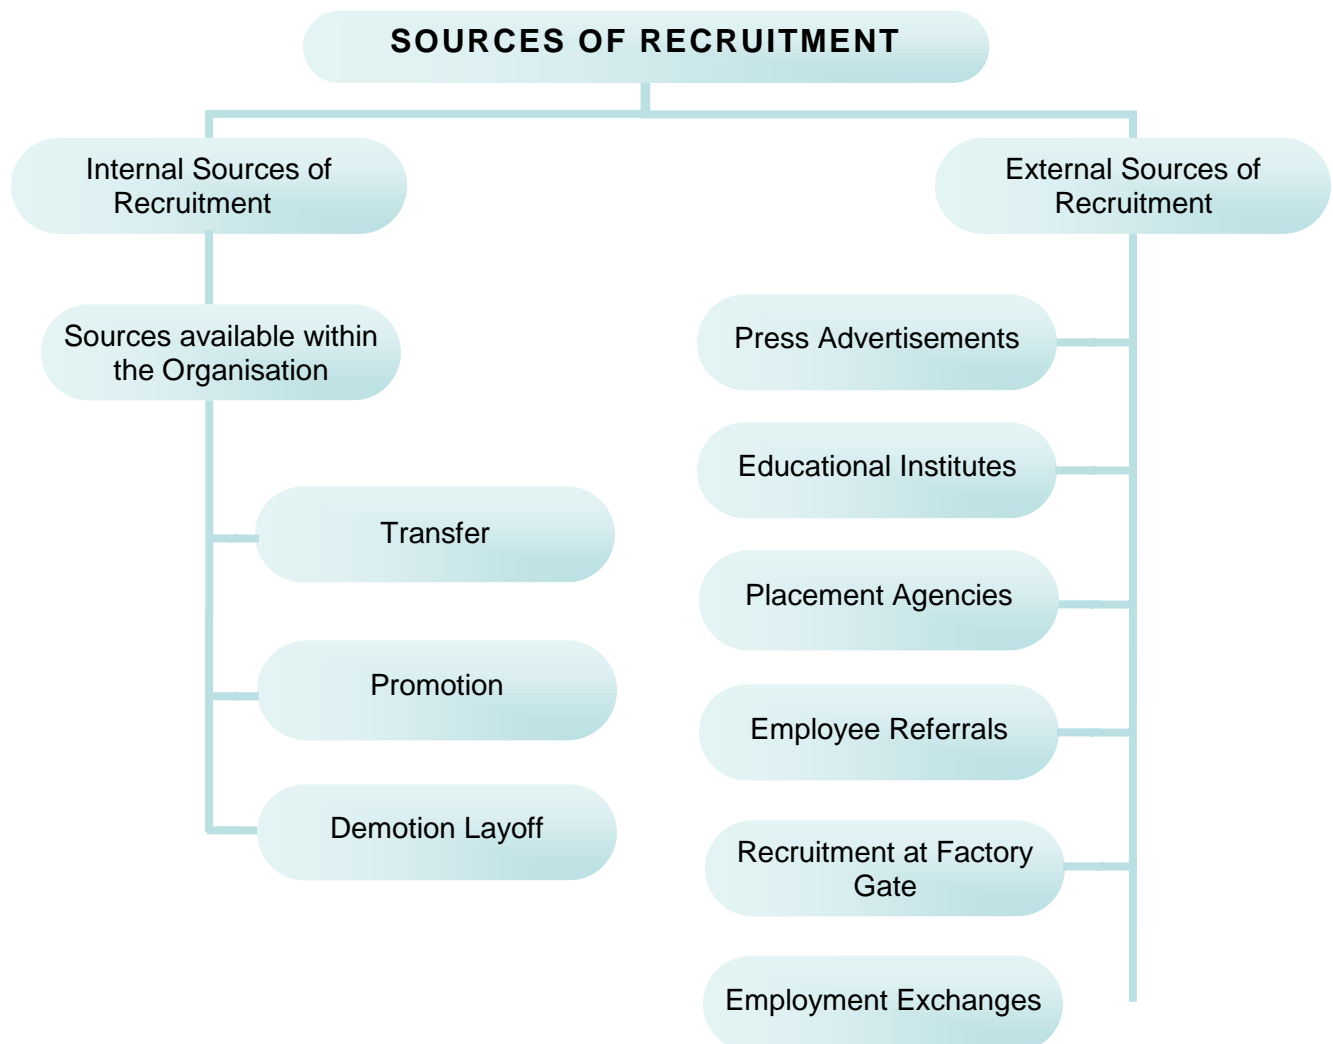 SOURCES OF RECRUITMENT
Internal Sources of
Recruitment
Sources available within
the Organisation
Transfer
Promotion
Demotion Layoff
External Sources of
Recruitment
Press Advertisements
Educational Institutes
Placement Agencies
Employee Referrals
Recruitment at Factory
Gate
Employment Exchanges